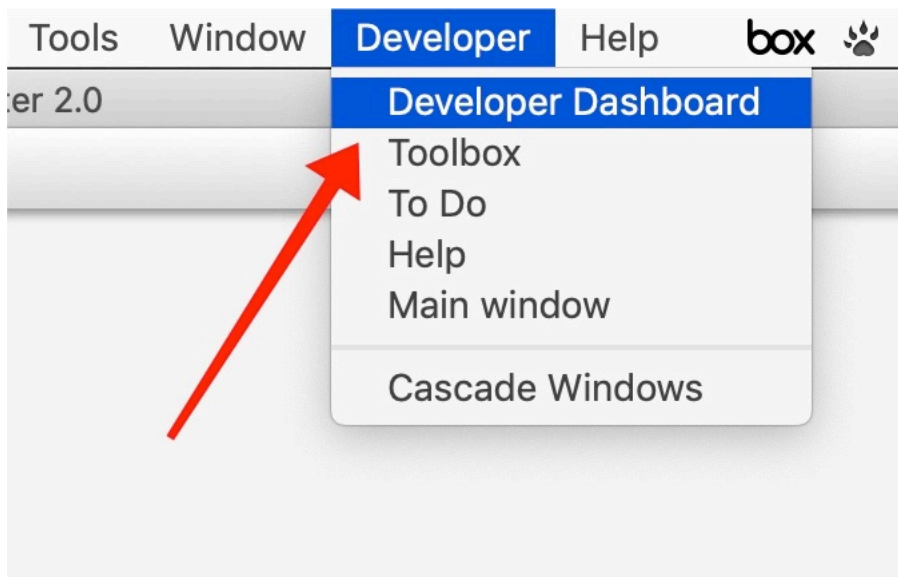 Tools Window Developer Help box
ter 2.0
Developer Dashboard
Toolbox
To Do
Help
Main window
Cascade Windows